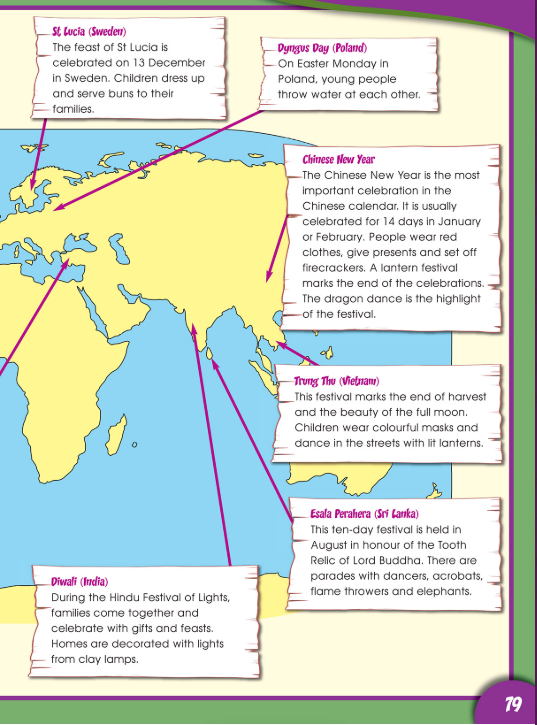 St Lucia (Sweden)
The feast of St Lucia is
celebrated on 13 December
in Sweden. Children dress up
and serve buns to their
families.
Dyngus Day (Poland)
On Easter Monday in
Poland, young people
throw water at each other.
Chinese New Year
The Chinese New Year is the most
important celebration in the
Chinese calendar. It is usually
celebrated for 14 days in January
or February. People wear red
clothes, give presents and set off
firecrackers. A lantern festival
marks the end of the celebrations.
The dragon dance is the highlight
of the festival.
Trung Thu (Vietnam)
This festival marks the end of harvest
and the beauty of the full moon.
Children wear colourful masks and
dance in the streets with lit lanterns.
Esala Perahera (Sri Lanka)
This ten-day festival is held in
August in honour of the Tooth
Relic of Lord Buddha. There are
parades with dancers, acrobats,
flame throwers and elephants.
Diwali (India)
During the Hindu Festival of Lights,
families come together and
celebrate with gifts and feasts.
Homes are decorated with lights
from clay lamps.
79